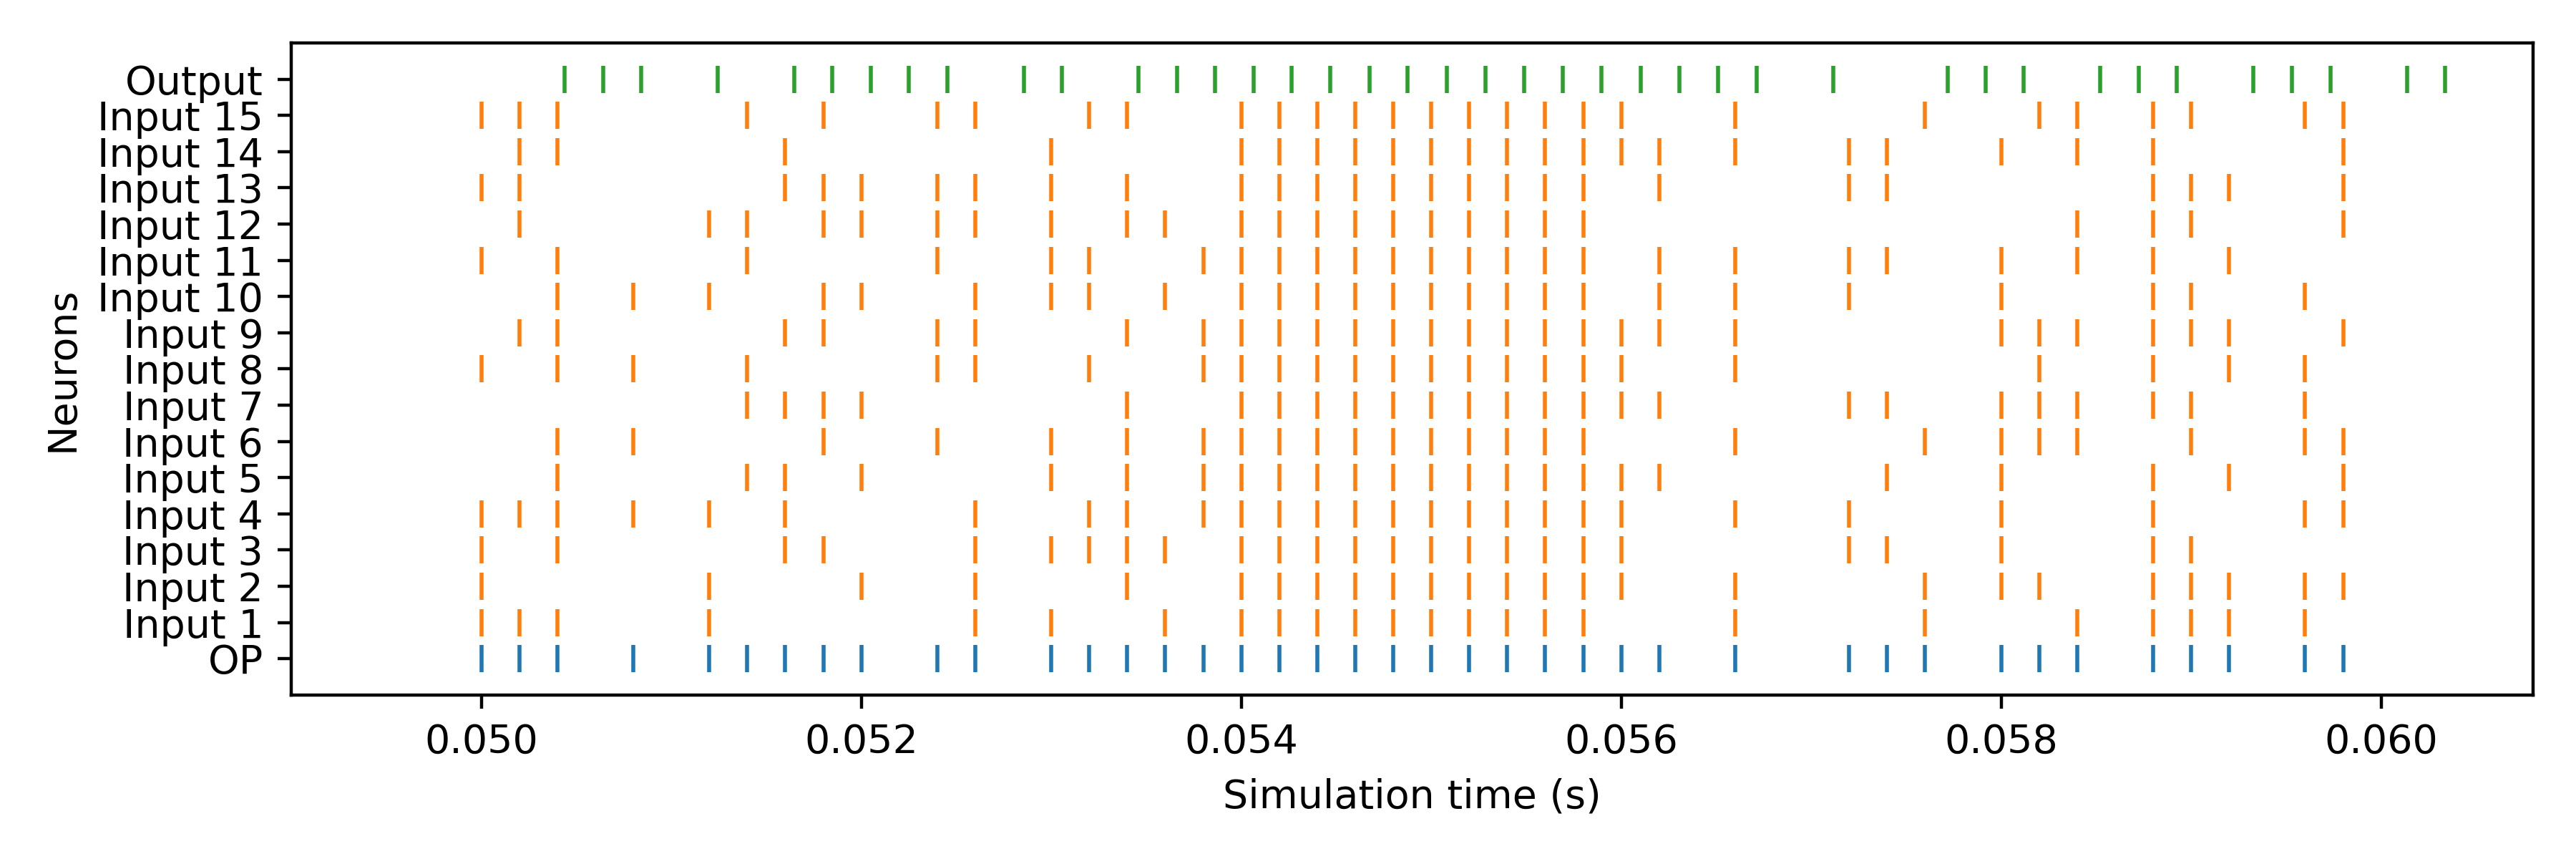 Output
Input 15
Input 14
Input 13
Input 12
Input 11
Input 10
Input 9
Input 8
Input 7
Input 6
Input 5
Input 4
Input 3
Input 2
Input 1
OP
Neurons
0.050 0.052 0.054 0.056 0.058 0.060
Simulation time (s)